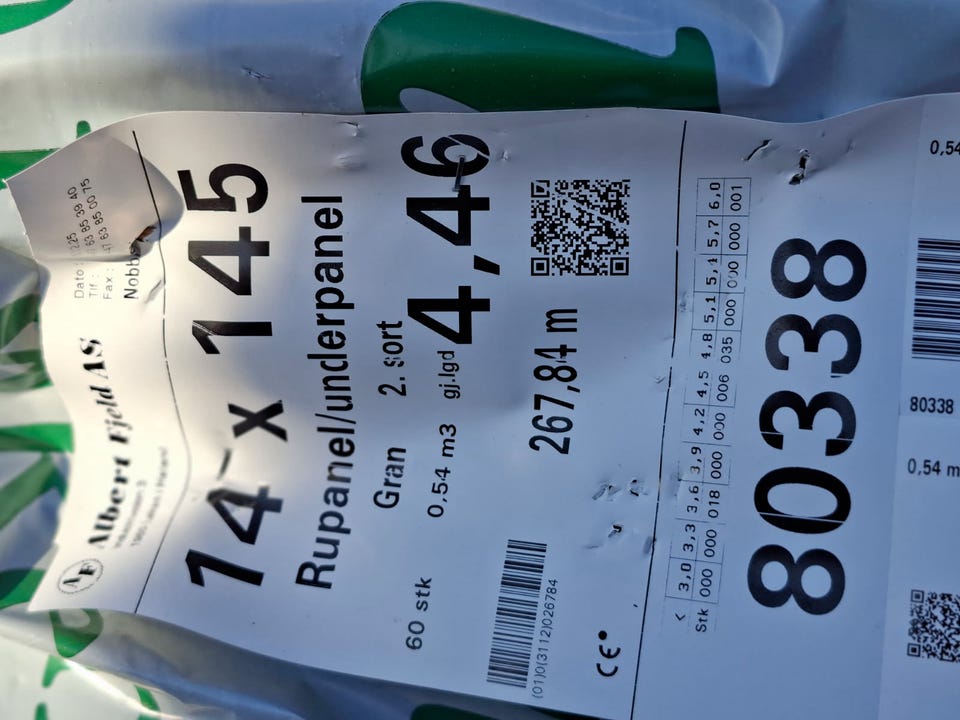 Albert Fjeld AS
Nobb
14 x 145
Rupanel/underpanel
Gran 2. sort
60 stk 0,54 m3 gj.lgd 4,46
267,84 m
(01)0(3112)026784
CE
< 3,0 3,3 3,6 3,9 4,2 4,5 4,8 5,1 5,4 5,7 6,0
Stk 000 000 018 000 000 006 035 000 000 000 001
80338
0,54 m 80338 0,54